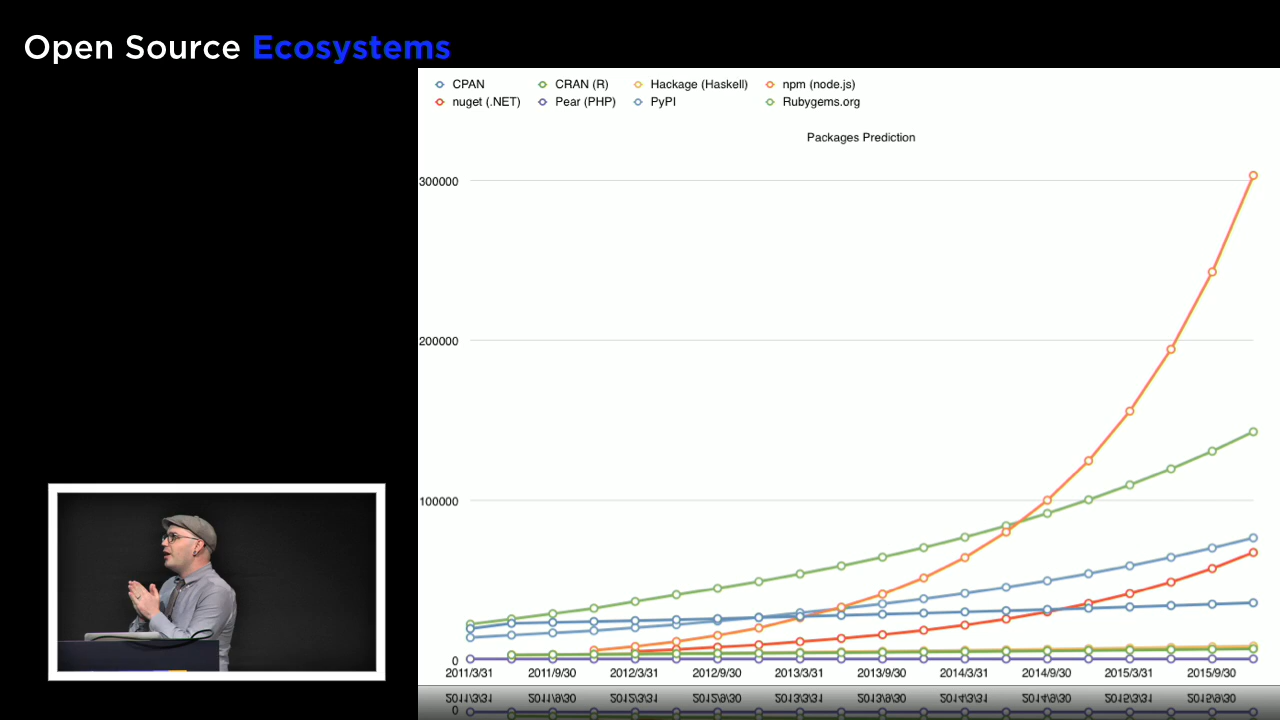 Open Source Ecosystems
CPAN CRAN (R) Hackage (Haskell) npm (node.js)
nuget (.NET) Pear (PHP) PyPI Rubygems.org
Packages Prediction
300000
200000
100000
0
2011/3/31 2011/9/30 2012/3/31 2012/9/30 2013/3/31 2013/9/30 2014/3/31 2014/9/30 2015/3/31 2015/9/30